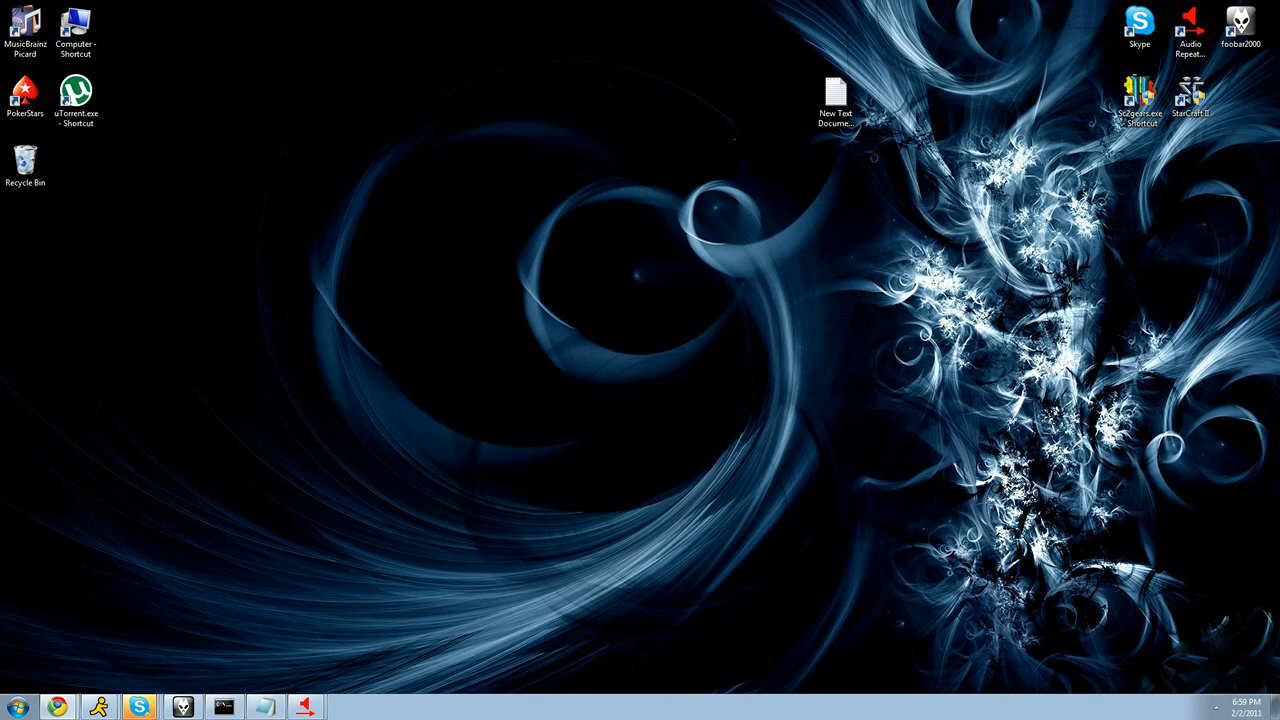 MusicBrainz
Picard
Computer -
Shortcut
PokerStars
uTorrent.exe
- Shortcut
Recycle Bin
New Text
Docume...
Skype
Audio
Repeat...
foobar2000
Sc2gears.exe
Shortcut
StarCraft II
6:59 PM
2/2/2011